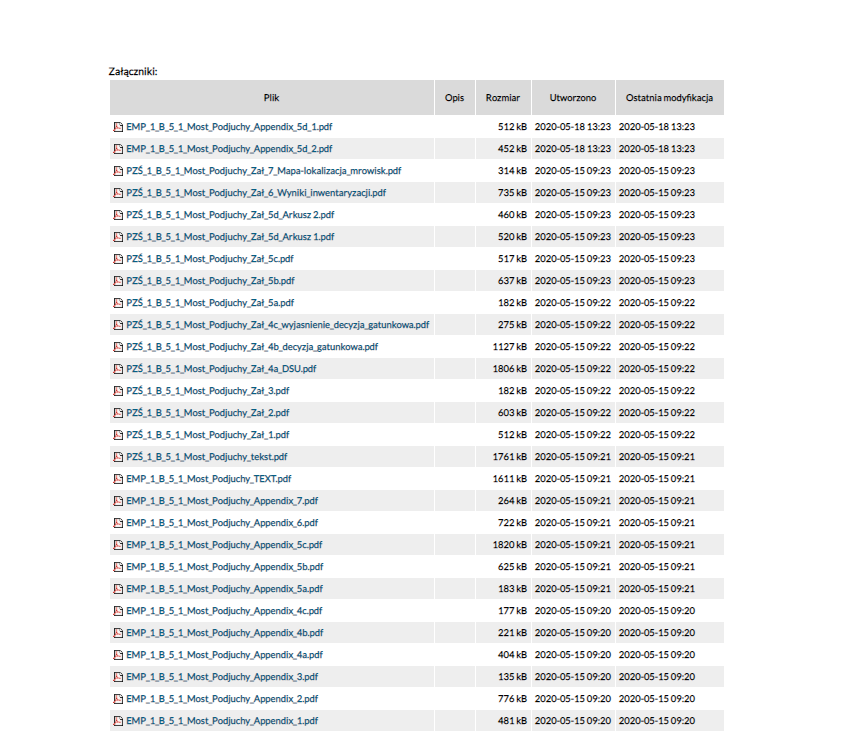 Załączniki:
Plik Opis Rozmiar Utworzono Ostatnia modyfikacja
EMP_1_B_5_1_Most_Podjuchy_Appendix_5d_1.pdf 512 kB 2020-05-18 13:23 2020-05-18 13:23
EMP_1_B_5_1_Most_Podjuchy_Appendix_5d_2.pdf 452 kB 2020-05-18 13:23 2020-05-18 13:23
PZŚ_1_B_5_1_Most_Podjuchy_Zał_7_Mapa-lokalizacja_mrowisk.pdf 314 kB 2020-05-15 09:23 2020-05-15 09:23
PZŚ_1_B_5_1_Most_Podjuchy_Zał_6_Wyniki_inwentaryzacji.pdf 735 kB 2020-05-15 09:23 2020-05-15 09:23
PZŚ_1_B_5_1_Most_Podjuchy_Zał_5d_Arkusz 2.pdf 460 kB 2020-05-15 09:23 2020-05-15 09:23
PZŚ_1_B_5_1_Most_Podjuchy_Zał_5d_Arkusz 1.pdf 520 kB 2020-05-15 09:23 2020-05-15 09:23
PZŚ_1_B_5_1_Most_Podjuchy_Zał_5c.pdf 517 kB 2020-05-15 09:23 2020-05-15 09:23
PZŚ_1_B_5_1_Most_Podjuchy_Zał_5b.pdf 637 kB 2020-05-15 09:23 2020-05-15 09:23
PZŚ_1_B_5_1_Most_Podjuchy_Zał_5a.pdf 182 kB 2020-05-15 09:22 2020-05-15 09:22
PZŚ_1_B_5_1_Most_Podjuchy_Zał_4c_wyjasnienie_decyzja_gatunkowa.pdf 275 kB 2020-05-15 09:22 2020-05-15 09:22
PZŚ_1_B_5_1_Most_Podjuchy_Zał_4b_decyzja_gatunkowa.pdf 1127 kB 2020-05-15 09:22 2020-05-15 09:22
PZŚ_1_B_5_1_Most_Podjuchy_Zał_4a_DSU.pdf 1806 kB 2020-05-15 09:22 2020-05-15 09:22
PZŚ_1_B_5_1_Most_Podjuchy_Zał_3.pdf 182 kB 2020-05-15 09:22 2020-05-15 09:22
PZŚ_1_B_5_1_Most_Podjuchy_Zał_2.pdf 603 kB 2020-05-15 09:22 2020-05-15 09:22
PZŚ_1_B_5_1_Most_Podjuchy_Zał_1.pdf 512 kB 2020-05-15 09:22 2020-05-15 09:22
PZŚ_1_B_5_1_Most_Podjuchy_tekst.pdf 1761 kB 2020-05-15 09:21 2020-05-15 09:21
EMP_1_B_5_1_Most_Podjuchy_TEXT.pdf 1611 kB 2020-05-15 09:21 2020-05-15 09:21
EMP_1_B_5_1_Most_Podjuchy_Appendix_7.pdf 264 kB 2020-05-15 09:21 2020-05-15 09:21
EMP_1_B_5_1_Most_Podjuchy_Appendix_6.pdf 722 kB 2020-05-15 09:21 2020-05-15 09:21
EMP_1_B_5_1_Most_Podjuchy_Appendix_5c.pdf 1820 kB 2020-05-15 09:21 2020-05-15 09:21
EMP_1_B_5_1_Most_Podjuchy_Appendix_5b.pdf 625 kB 2020-05-15 09:21 2020-05-15 09:21
EMP_1_B_5_1_Most_Podjuchy_Appendix_5a.pdf 183 kB 2020-05-15 09:21 2020-05-15 09:21
EMP_1_B_5_1_Most_Podjuchy_Appendix_4c.pdf 177 kB 2020-05-15 09:20 2020-05-15 09:20
EMP_1_B_5_1_Most_Podjuchy_Appendix_4b.pdf 221 kB 2020-05-15 09:20 2020-05-15 09:20
EMP_1_B_5_1_Most_Podjuchy_Appendix_4a.pdf 404 kB 2020-05-15 09:20 2020-05-15 09:20
EMP_1_B_5_1_Most_Podjuchy_Appendix_3.pdf 135 kB 2020-05-15 09:20 2020-05-15 09:20
EMP_1_B_5_1_Most_Podjuchy_Appendix_2.pdf 776 kB 2020-05-15 09:20 2020-05-15 09:20
EMP_1_B_5_1_Most_Podjuchy_Appendix_1.pdf 481 kB 2020-05-15 09:20 2020-05-15 09:20